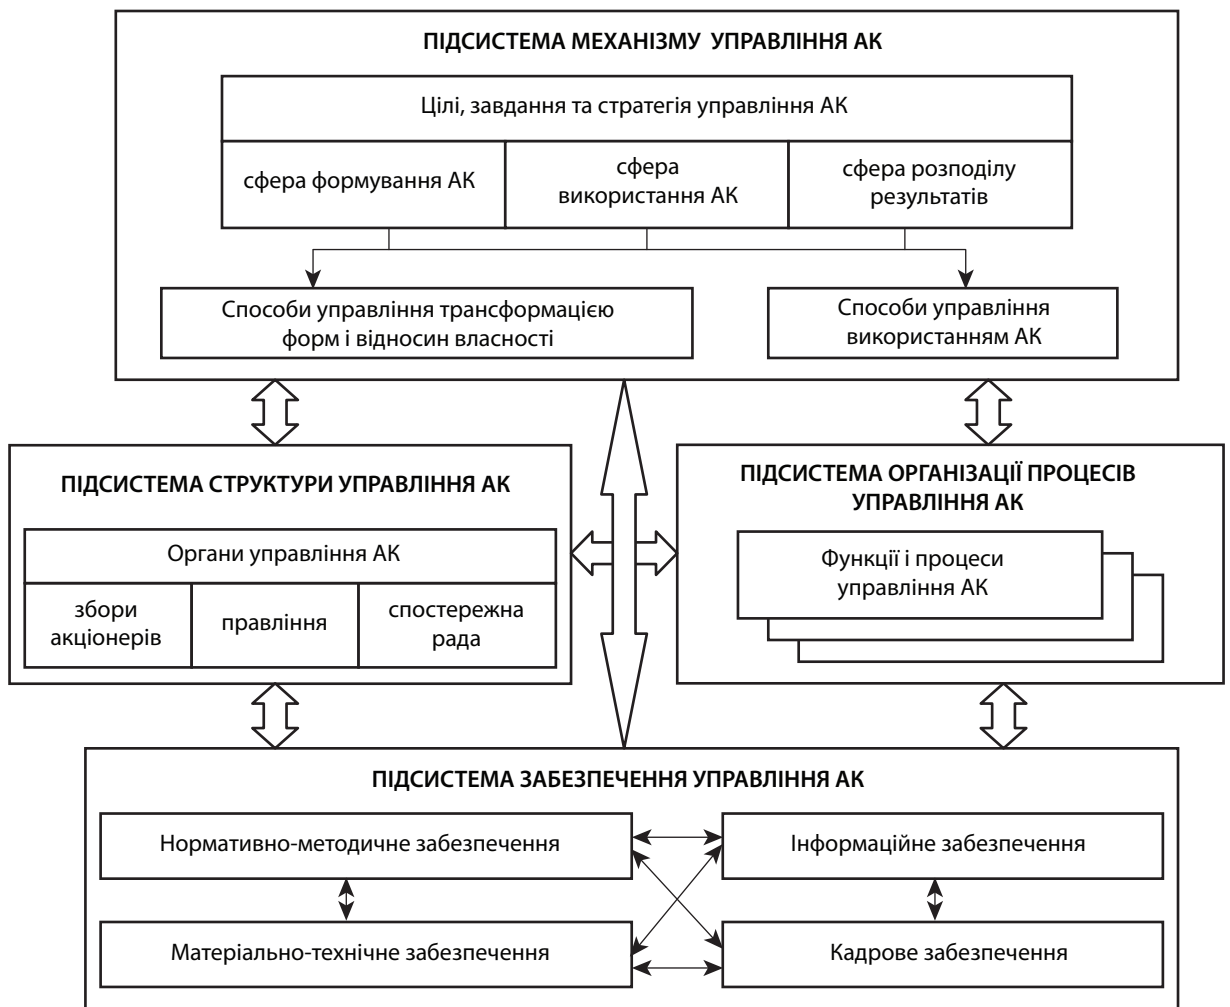 ПІДСИСТЕМА МЕХАНІЗМУ УПРАВЛІННЯ АК
Цілі, завдання та стратегія управління АК
сфера формування АК
сфера
використання АК
сфера розподілу
результатів
Способи управління трансформацією
форм і відносин власності
Способи управління
використанням АК
ПІДСИСТЕМА СТРУКТУРИ УПРАВЛІННЯ АК
Органи управління АК
збори
акціонерів
правління
спостережна
рада
ПІДСИСТЕМА ОРГАНІЗАЦІЇ ПРОЦЕСІВ
УПРАВЛІННЯ АК
Функції і процеси
управління АК
ПІДСИСТЕМА ЗАБЕЗПЕЧЕННЯ УПРАВЛІННЯ АК
Нормативно-методичне забезпечення
Інформаційне забезпечення
Матеріально-технічне забезпечення
Кадрове забезпечення